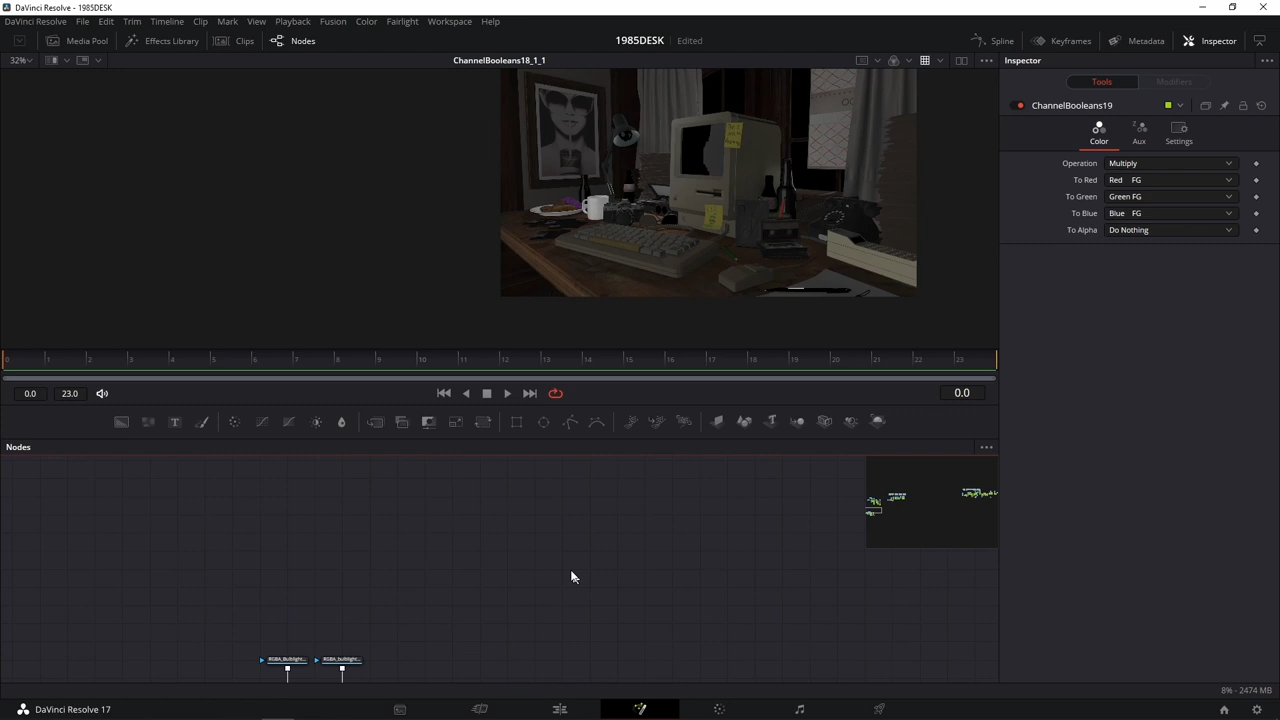 DaVinci Resolve - 1985DESK
DaVinci Resolve File Edit Trim Timeline Clip Mark View Playback Fusion Color Fairlight Workspace Help
Media Pool Effects Library Clips Nodes 1985DESK Edited Spline Keyframes Metadata Inspector
32% ChannelBooleans18_1_1 Inspector
Tools Modifiers
ChannelBooleans19
Color Aux Settings
Operation Multiply
To Red Red FG
To Green Green FG
To Blue Blue FG
To Alpha Do Nothing
0 1 2 3 4 5 6 7 8 9 10 11 12 13 14 15 16 17 18 19 20 21 22 23
0.0 23.0 0.0
Nodes
RGBA_Bulblight... RGBA_bulblight...
8% - 2474 MB
DaVinci Resolve 17